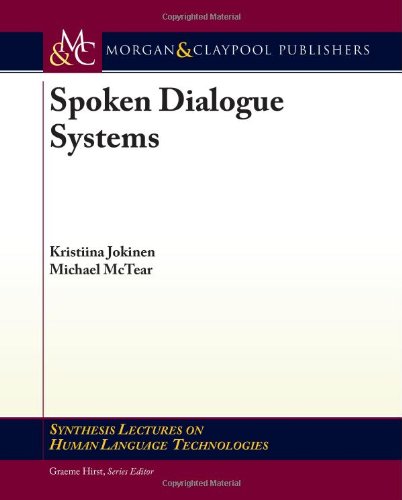 Copyrighted Material
M
&C
MORGAN&CLAYPOOL PUBLISHERS
Spoken Dialogue
Systems
Kristiina Jokinen
Michael McTear
SYNTHESIS LECTURES ON
HUMAN LANGUAGE TECHNOLOGIES
Graeme Hirst, Series Editor
Copyrighted Material